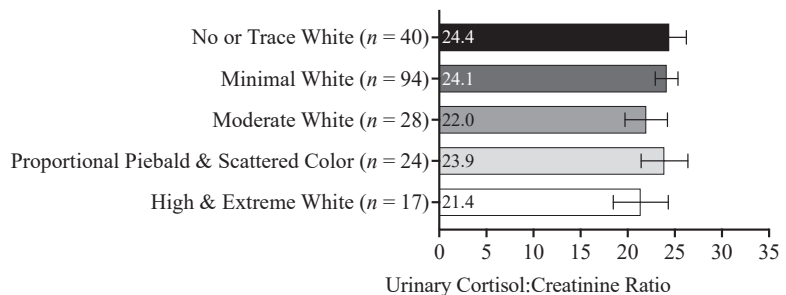 No or Trace White (n = 40) 24.4
Minimal White (n = 94) 24.1
Moderate White (n = 28) 22.0
Proportional Piebald & Scattered Color (n = 24) 23.9
High & Extreme White (n = 17) 21.4
0 5 10 15 20 25 30 35
Urinary Cortisol:Creatinine Ratio